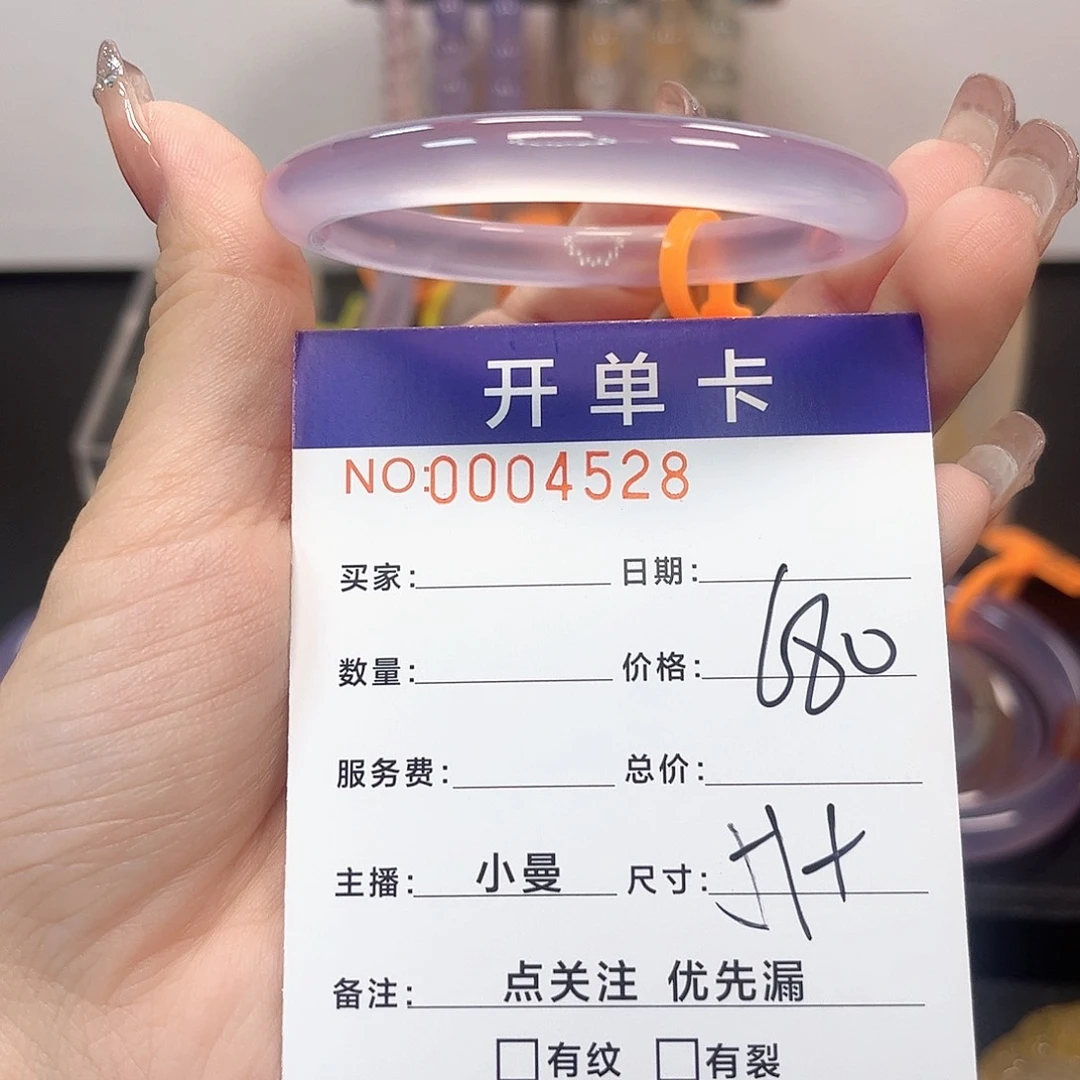 开单卡
NO:0004528
买家: 日期:
数量: 价格: 680
服务费: 总价:
主播: 小曼 尺寸:
备注: 点关注 优先漏
□有纹 □有裂